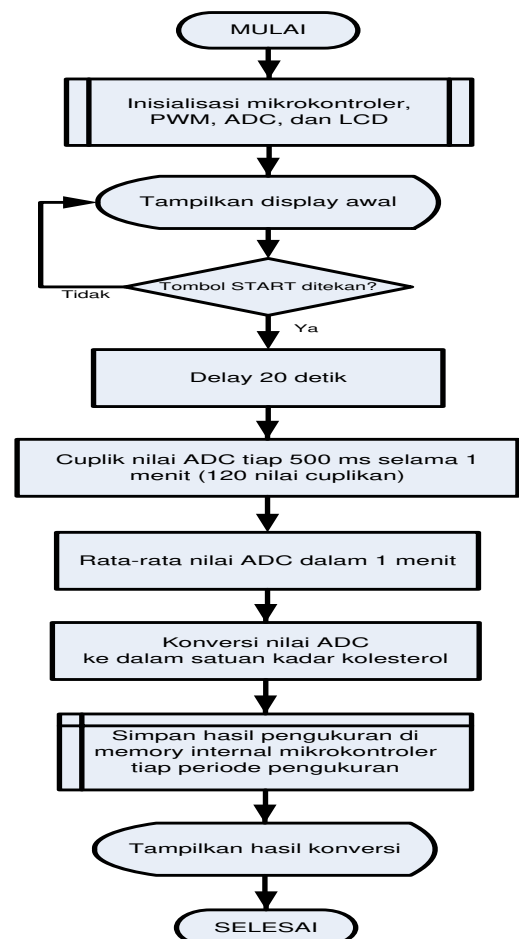 MULAI
Inisialisasi mikrokontroler,
PWM, ADC, dan LCD
Tampilkan display awal
Tombol START ditekan?
Tidak
Ya
Delay 20 detik
Cuplik nilai ADC tiap 500 ms selama 1
menit (120 nilai cuplikan)
Rata-rata nilai ADC dalam 1 menit
Konversi nilai ADC
ke dalam satuan kadar kolesterol
Simpan hasil pengukuran di
memory internal mikrokontroler
tiap periode pengukuran
Tampilkan hasil konversi
SELESAI